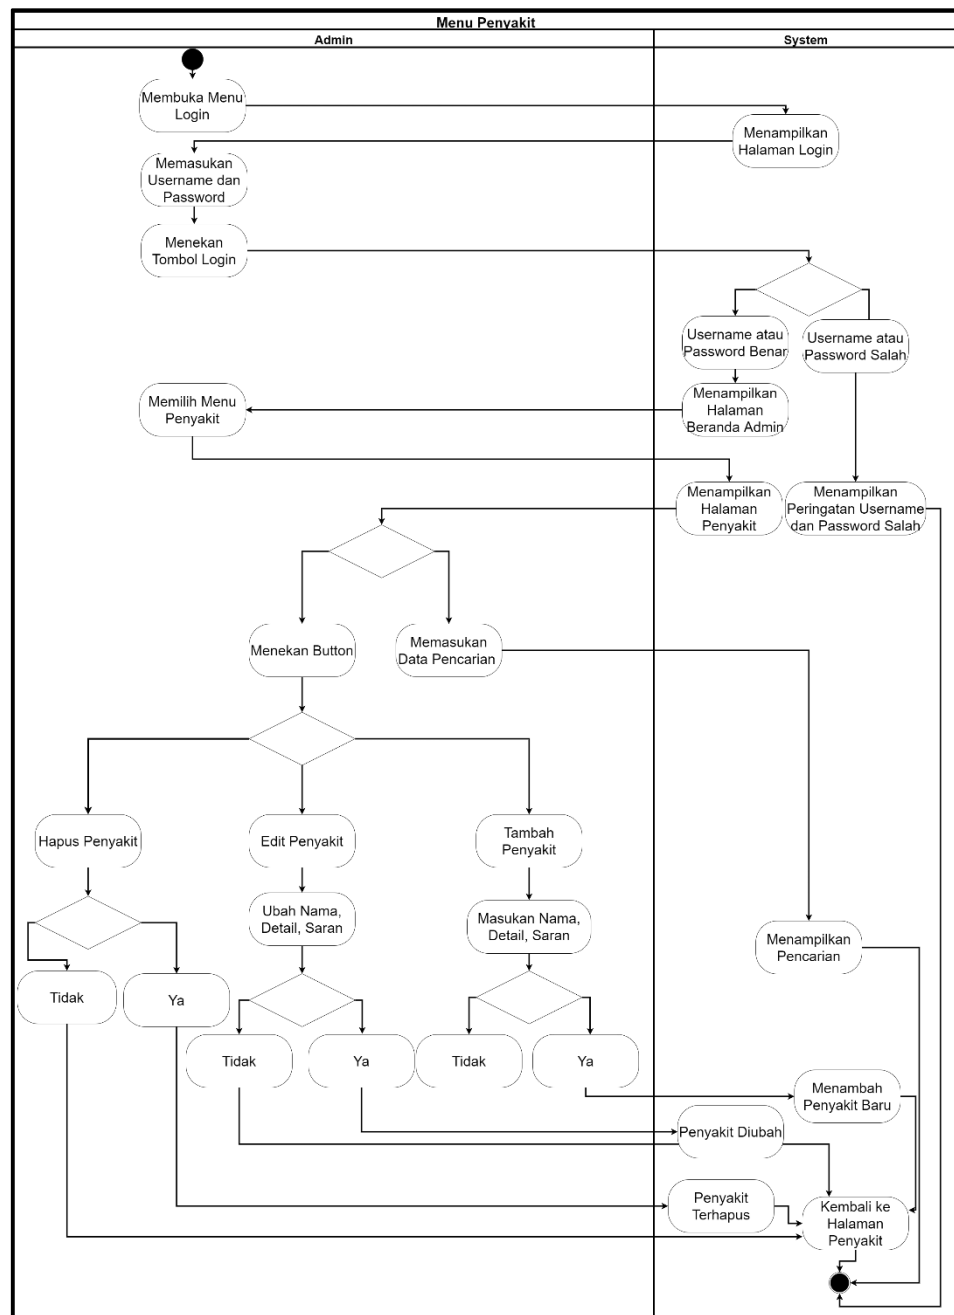 Menu Penyakit
Admin
System
Membuka Menu
Login
Menampilkan
Halaman Login
Memasukan
Username dan
Password
Menekan
Tombol Login
Username atau
Password Benar
Username atau
Password Salah
Memilih Menu
Penyakit
Menampilkan
Halaman
Beranda Admin
Menampilkan
Halaman
Penyakit
Menampilkan
Peringatan Username
dan Password Salah
Menekan Button
Memasukan
Data Pencarian
Hapus Penyakit
Edit Penyakit
Tambah
Penyakit
Ubah Nama,
Detail, Saran
Masukan Nama,
Detail, Saran
Menampilkan
Pencarian
Tidak
Ya
Tidak
Ya
Tidak
Ya
Menambah
Penyakit Baru
Penyakit Diubah
Penyakit
Terhapus
Kembali ke
Halaman
Penyakit